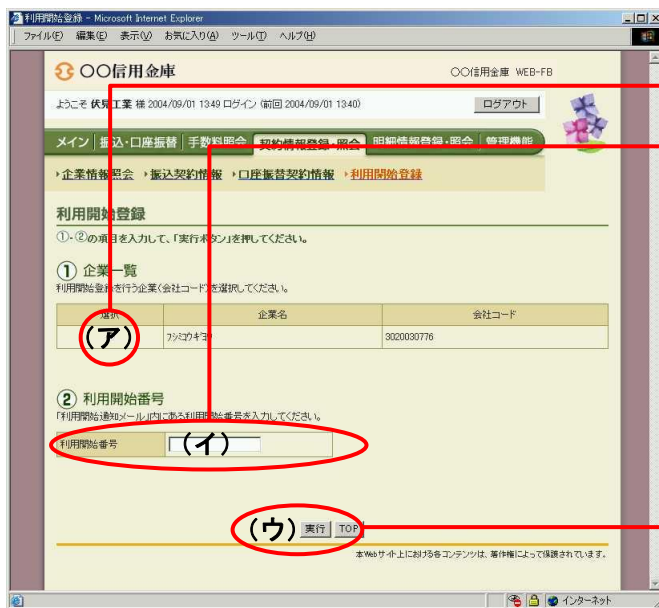 利用開始登録 - Microsoft Internet Explorer
ファイル(F) 編集(E) 表示(V) お気に入り(A) ツール(T) ヘルプ(H)
〇〇信用金庫
〇〇信用金庫 WEB-FB
ようこそ 伏見工業 様 2004/09/01 1349 ログイン (前回 2004/09/01 1340)
ログアウト
メイン 振込・口座振替 手数料照会 契約情報登録・照会 明細情報登録・照会 管理機能
企業情報照会 振込契約情報 口座振替契約情報 利用開始登録
利用開始登録
①-②の項目を入力して、「実行ボタン」を押してください。
① 企業一覧
利用開始登録を行う企業(会社コード)を選択してください。
選択 企業名 会社コード
(ア) フシミコウギヨウ 3020030776
② 利用開始番号
「利用開始通知メール」内にある利用開始番号を入力してください。
利用開始番号 (イ)
(ウ) 実行 TOP
本Webサイト上における各コンテンツは、著作権によって保護されています。
インターネット